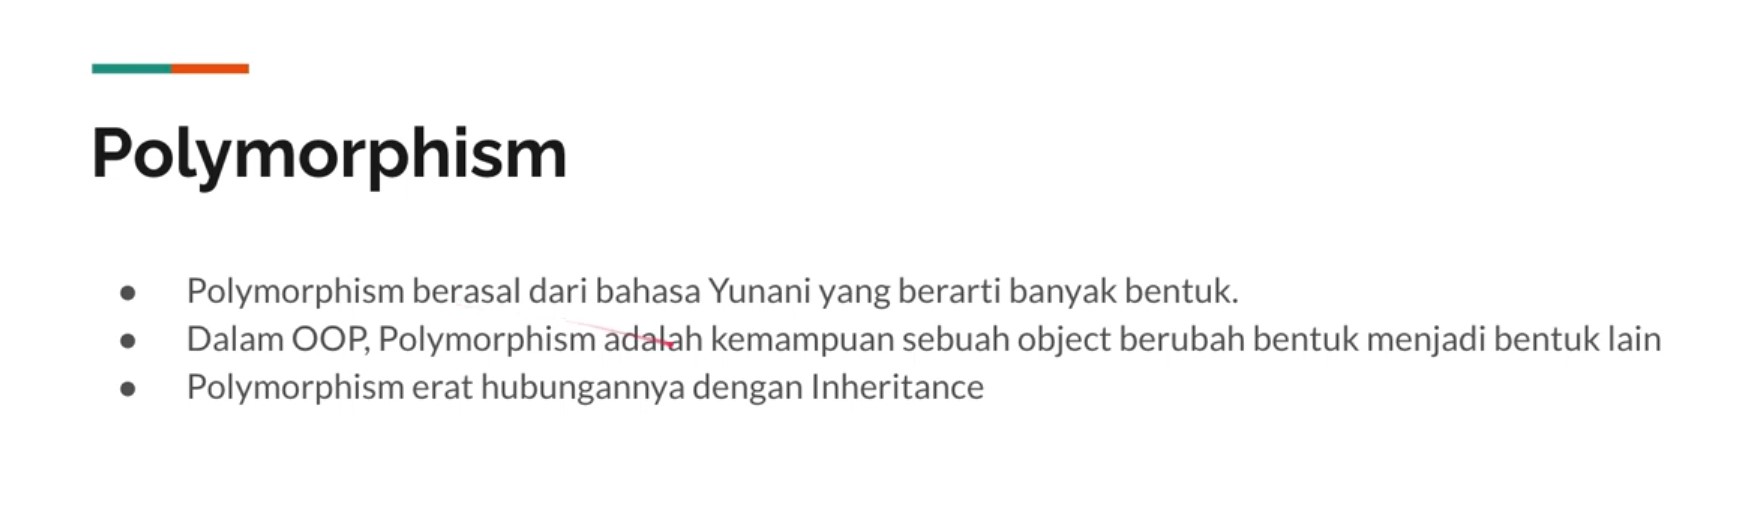 Polymorphism
● Polymorphism berasal dari bahasa Yunani yang berarti banyak bentuk.
● Dalam OOP, Polymorphism adalah kemampuan sebuah object berubah bentuk menjadi bentuk lain
● Polymorphism erat hubungannya dengan Inheritance